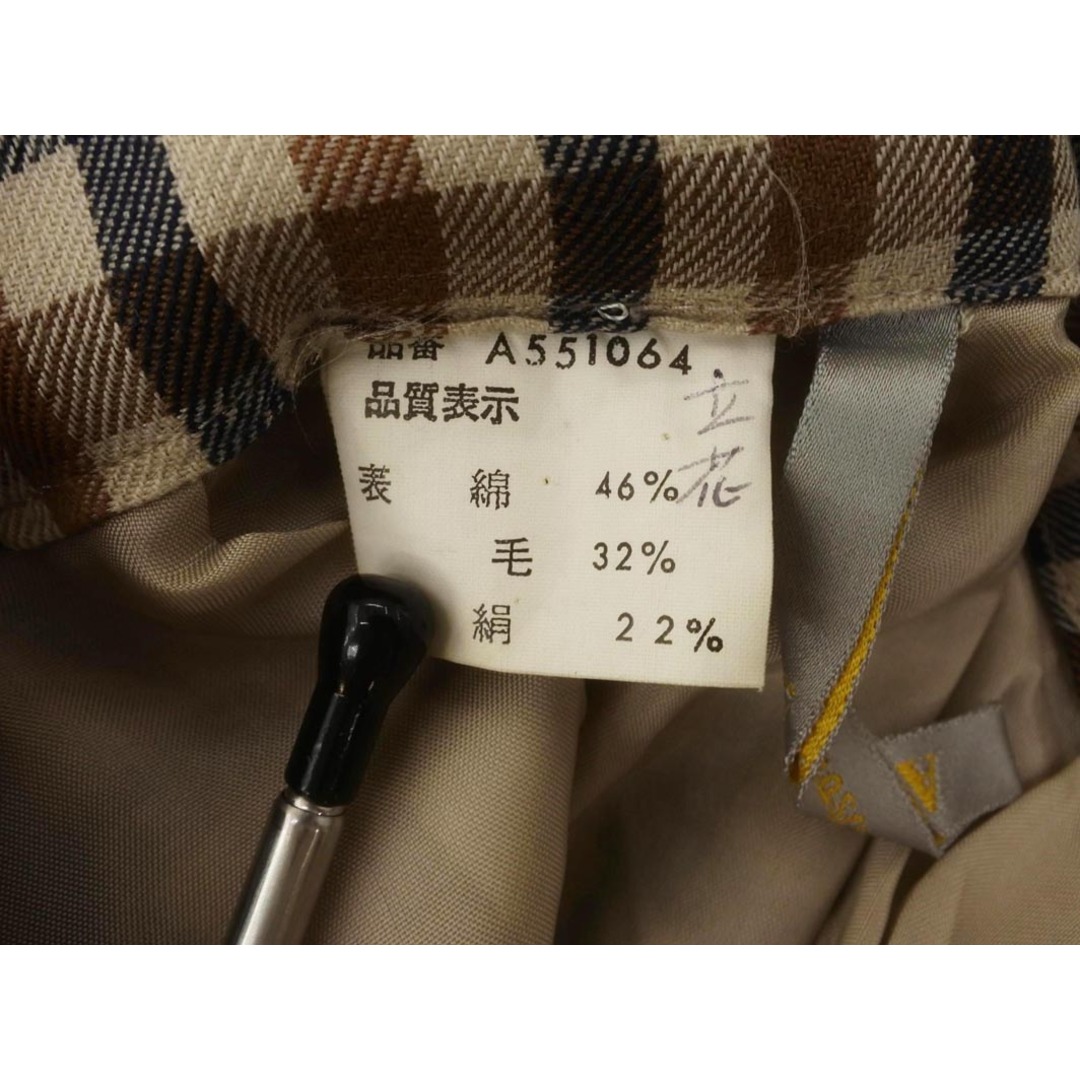 品番 A551064
品質表示
表 綿 46%
毛 32%
絹 22%
立花